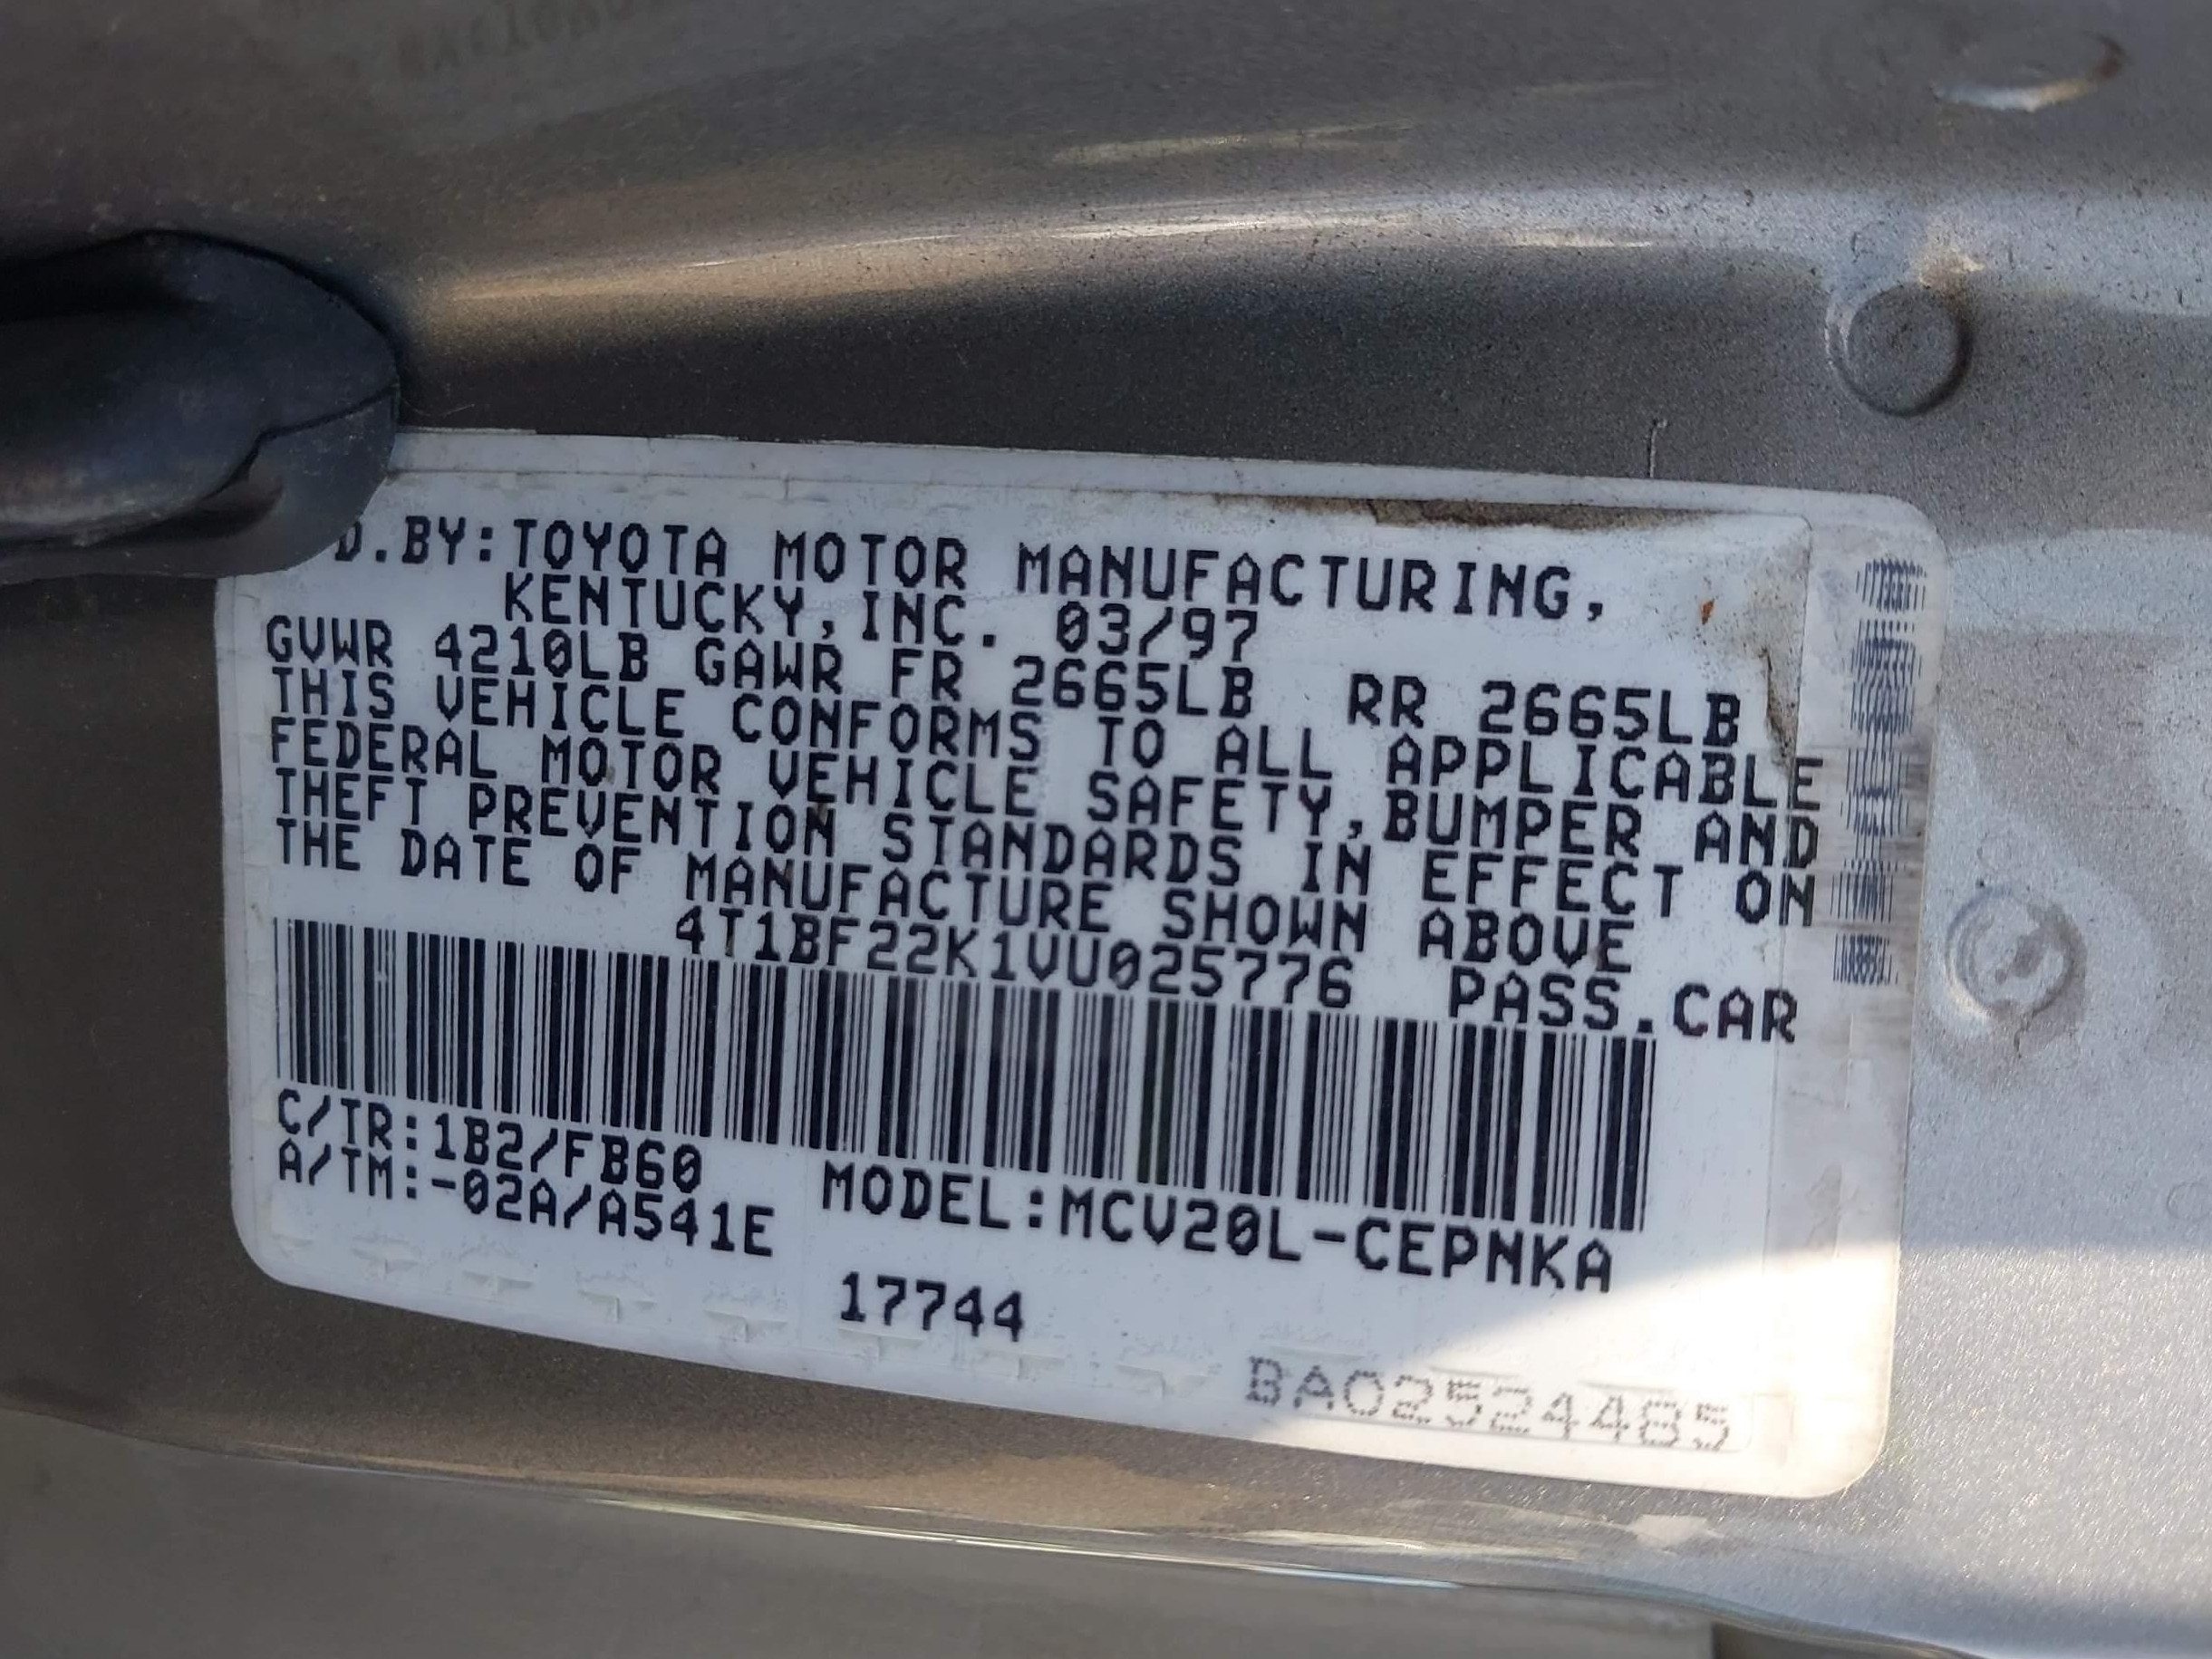 D.BY:TOYOTA MOTOR MANUFACTURING,
KENTUCKY,INC. 03/97
GVWR 4210LB GAWR FR 2665LB RR 2665LB
THIS VEHICLE CONFORMS TO ALL APPLICABLE
FEDERAL MOTOR VEHICLE SAFETY,BUMPER AND
THEFT PREVENTION STANDARDS IN EFFECT ON
THE DATE OF MANUFACTURE SHOWN ABOVE
4T1BF22K1VU025776 PASS.CAR
C/TR:1B2/FB60
A/TM:-02A/A541E
MODEL:MCV20L-CEPNKA
17744
BA02524485